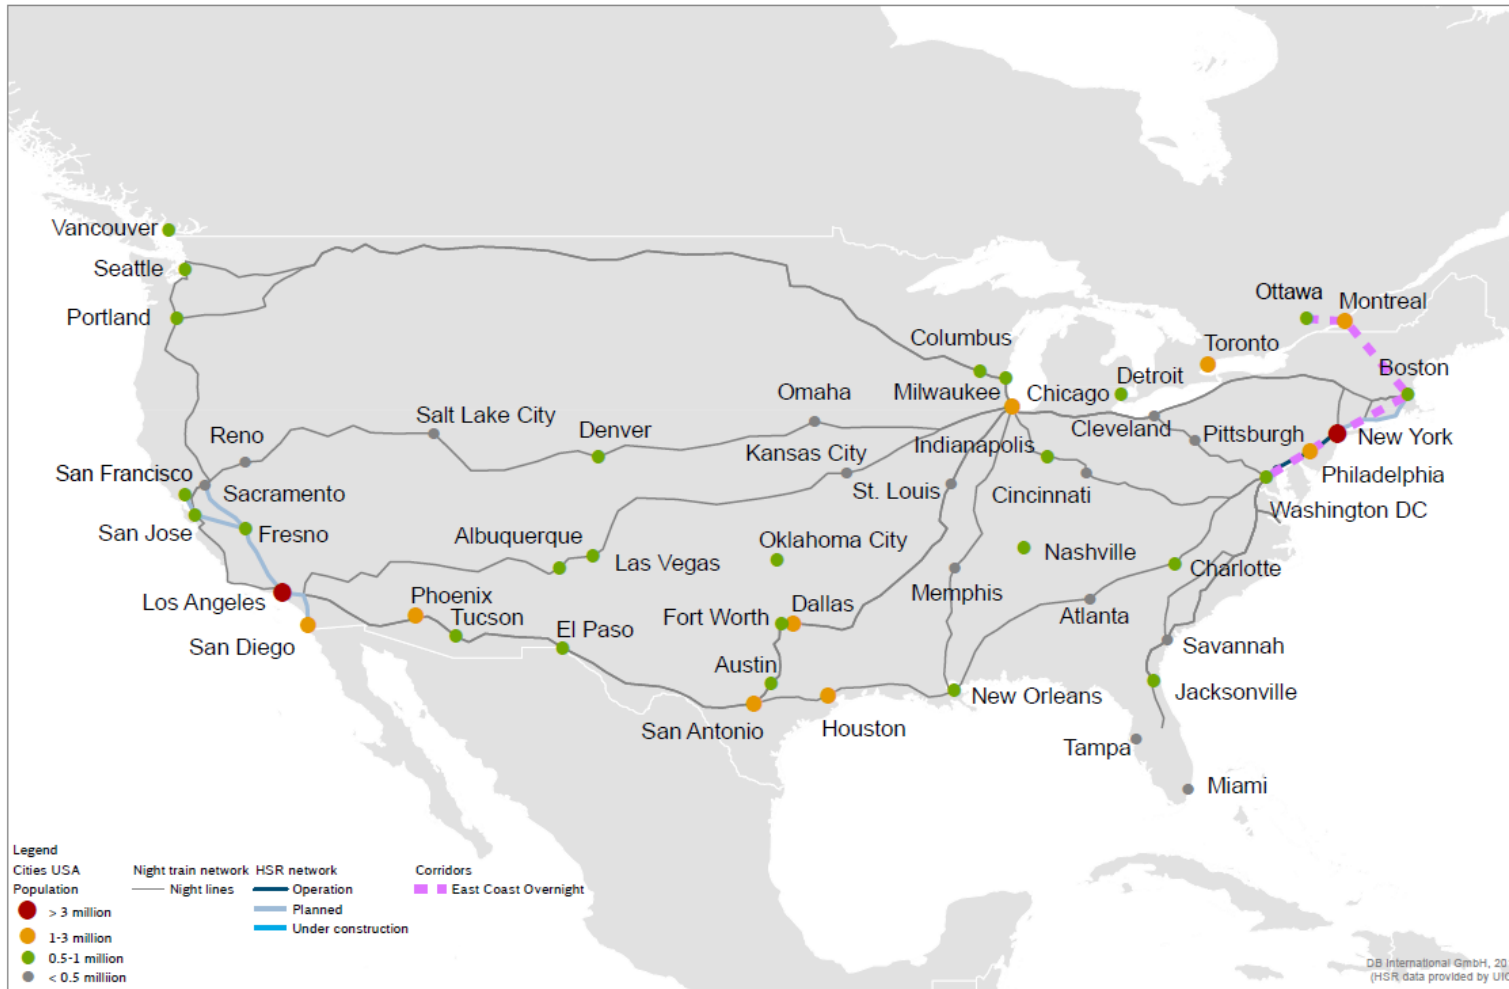 Vancouver
Seattle
Portland
Ottawa
Montreal
Columbus
Toronto
Boston
Detroit
Omaha
Milwaukee
Chicago
Salt Lake City
Reno
Denver
Cleveland
Pittsburgh
New York
Indianapolis
Kansas City
San Francisco
Philadelphia
St. Louis
Cincinnati
Sacramento
Washington DC
San Jose
Fresno
Albuquerque
Oklahoma City
Nashville
Las Vegas
Charlotte
Los Angeles
Phoenix
Memphis
Dallas
Fort Worth
Atlanta
Tucson
El Paso
San Diego
Savannah
Austin
New Orleans
Jacksonville
San Antonio
Houston
Tampa
Miami
Legend
Cities USA
Population
> 3 million
1-3 million
0.5-1 million
< 0.5 milliion
Night train network
Night lines
HSR network
Operation
Planned
Under construction
Corridors
East Coast Overnight
DB International GmbH, 20
(HSR data provided by UIC